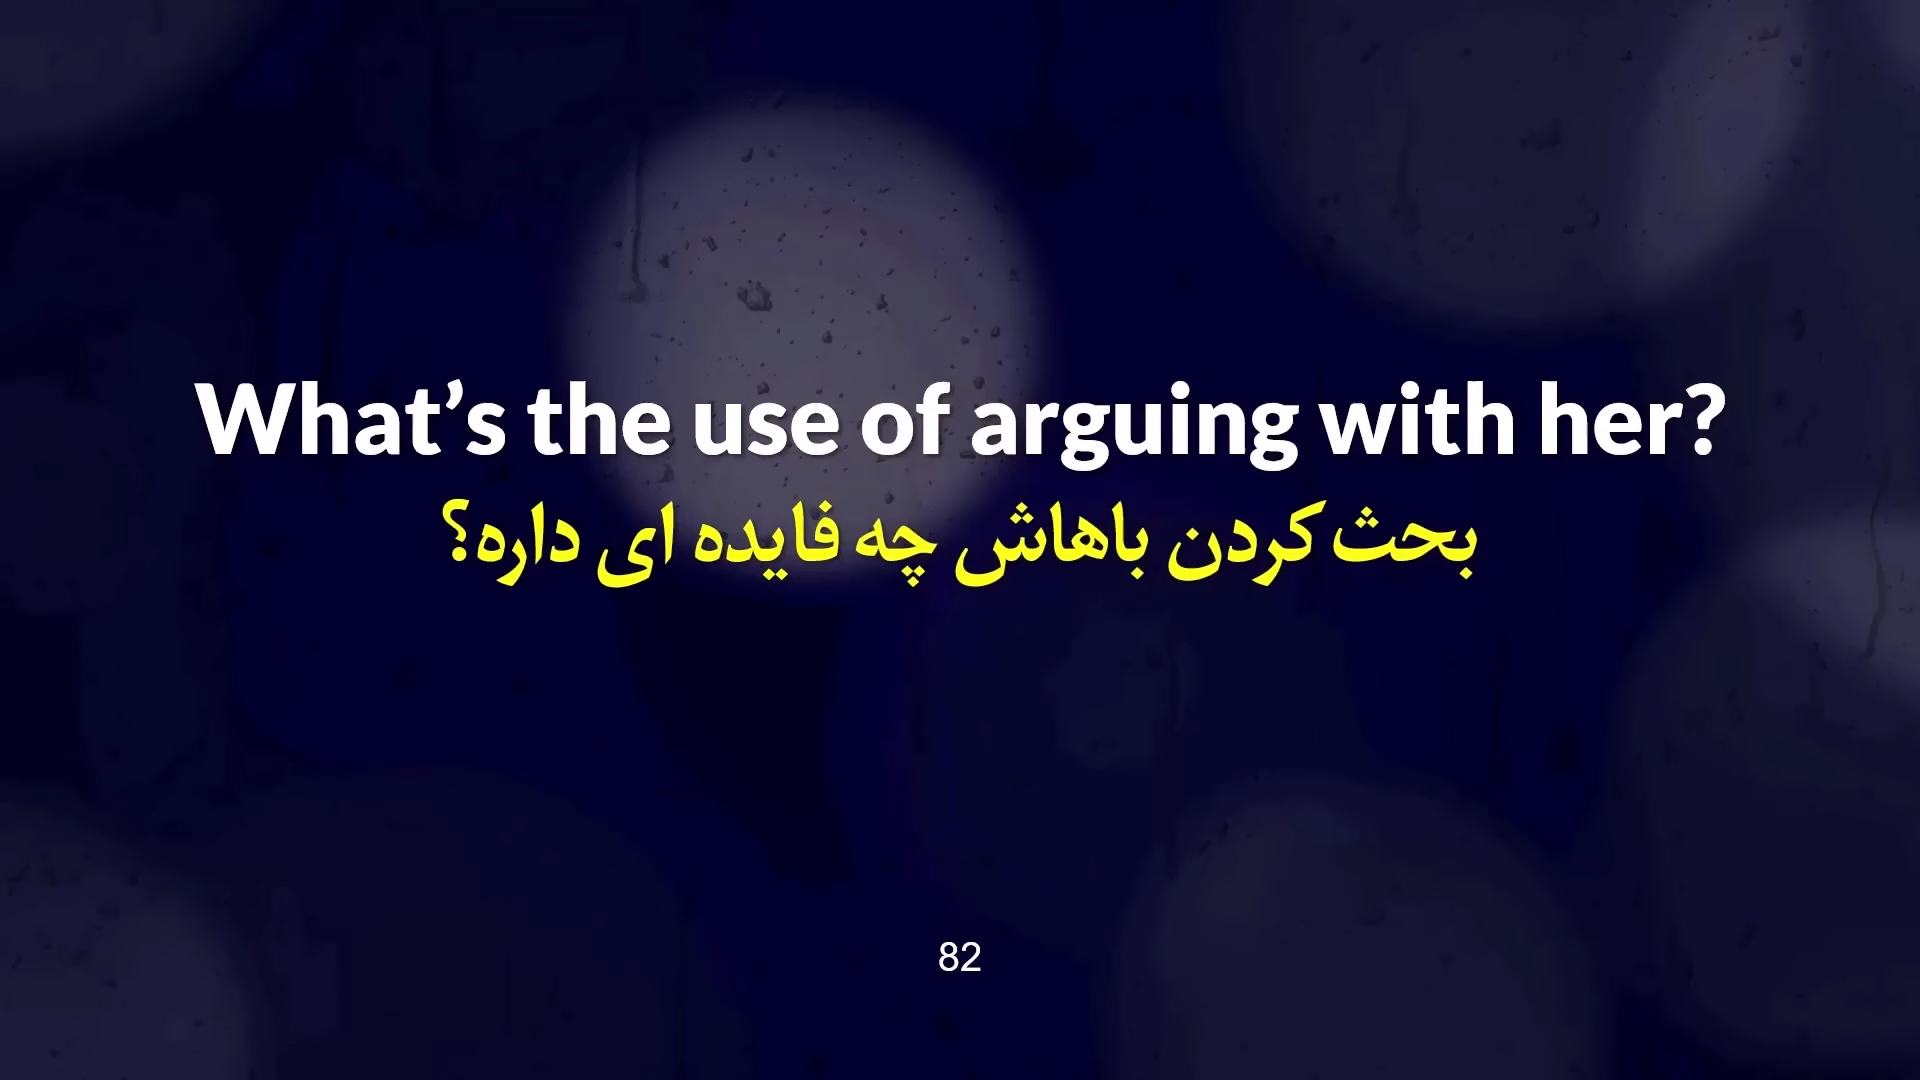 What’s the use of arguing with her?
بحث کردن باهاش چه فایده ای داره؟
82